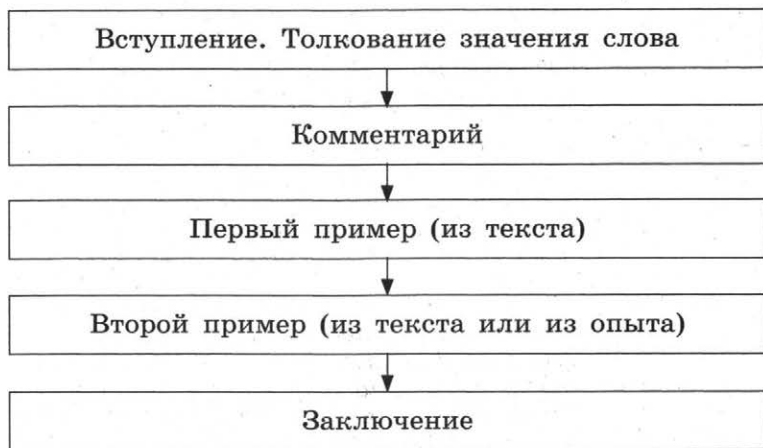 Вступление. Толкование значения слова
Комментарий
Первый пример (из текста)
Второй пример (из текста или из опыта)
Заключение